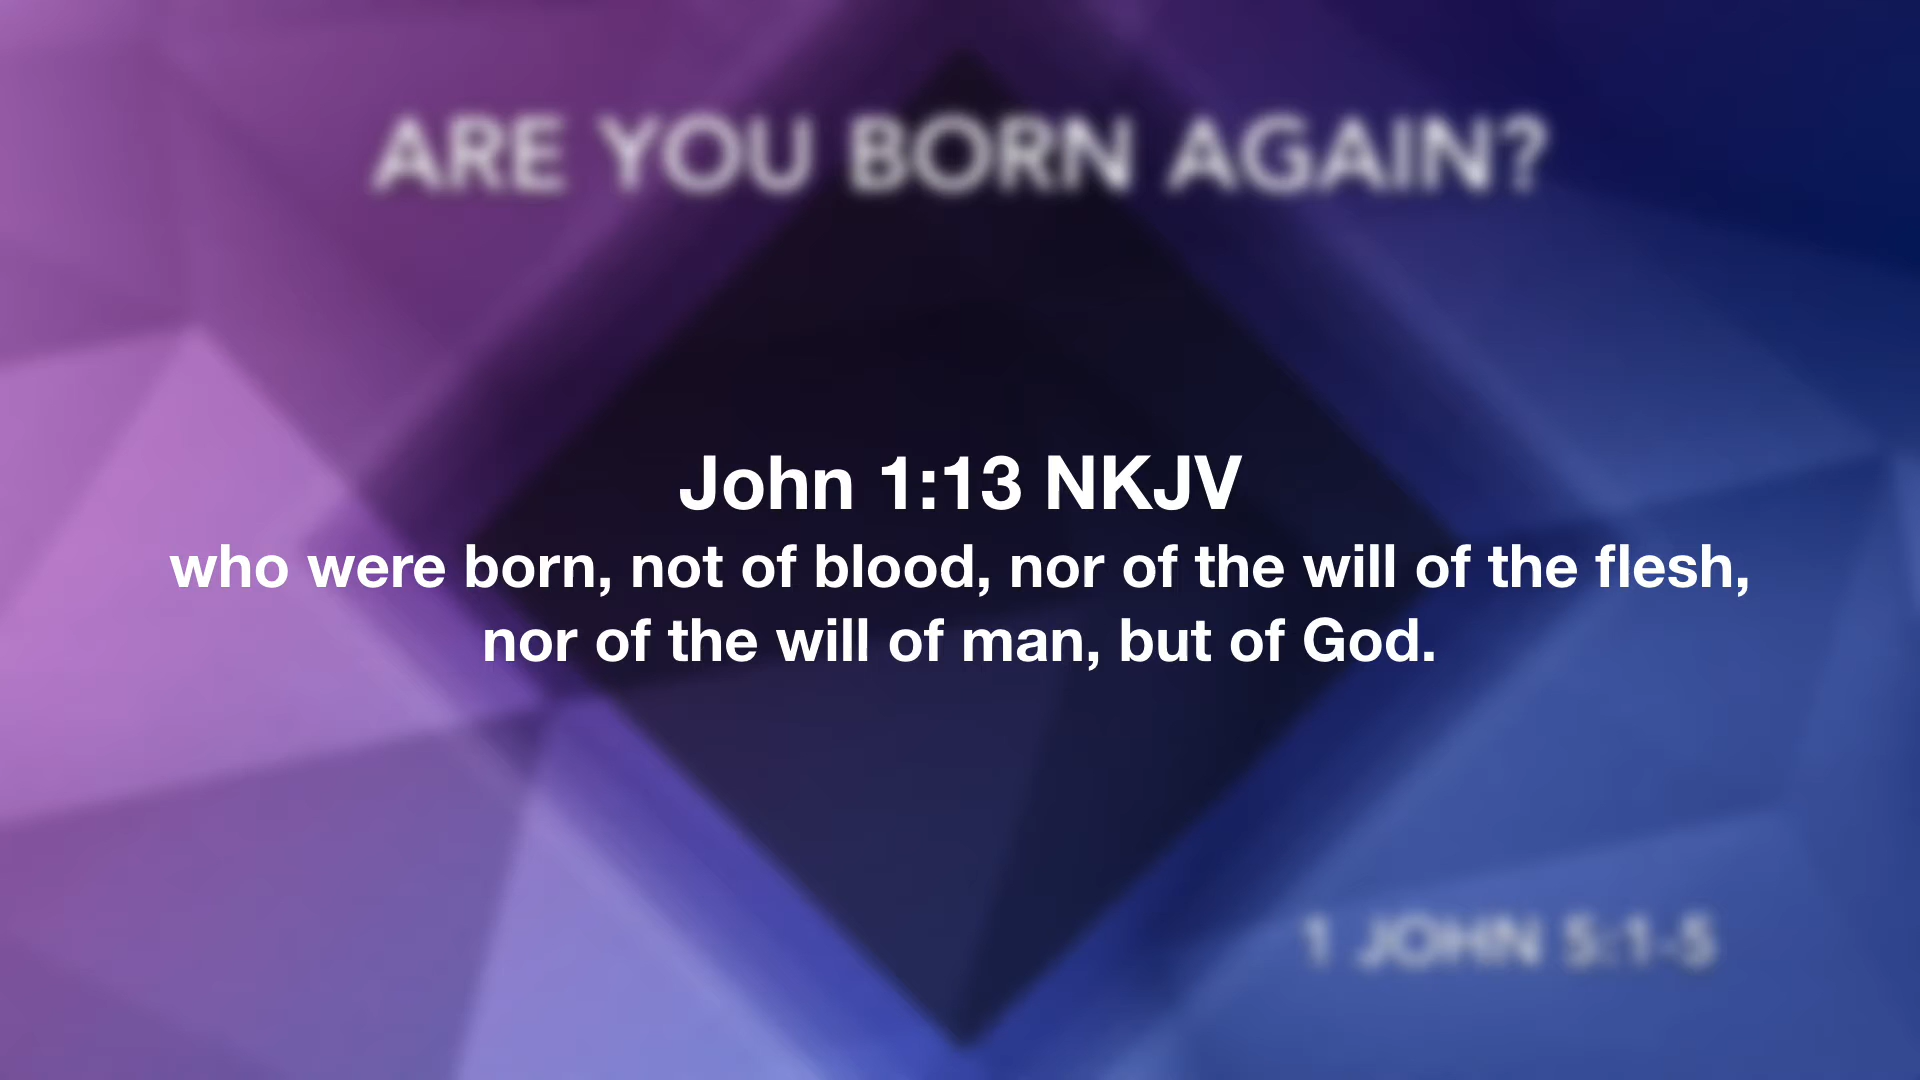 ARE YOU BORN AGAIN?
John 1:13 NKJV
who were born, not of blood, nor of the will of the flesh,
nor of the will of man, but of God.
1 JOHN 5:1-5